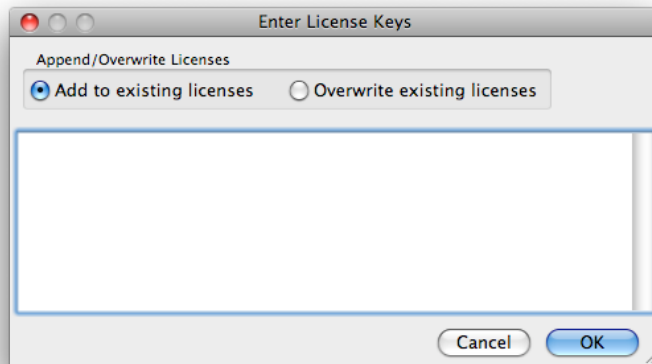 Enter License Keys
Append/Overwrite Licenses
Add to existing licenses Overwrite existing licenses
Cancel OK